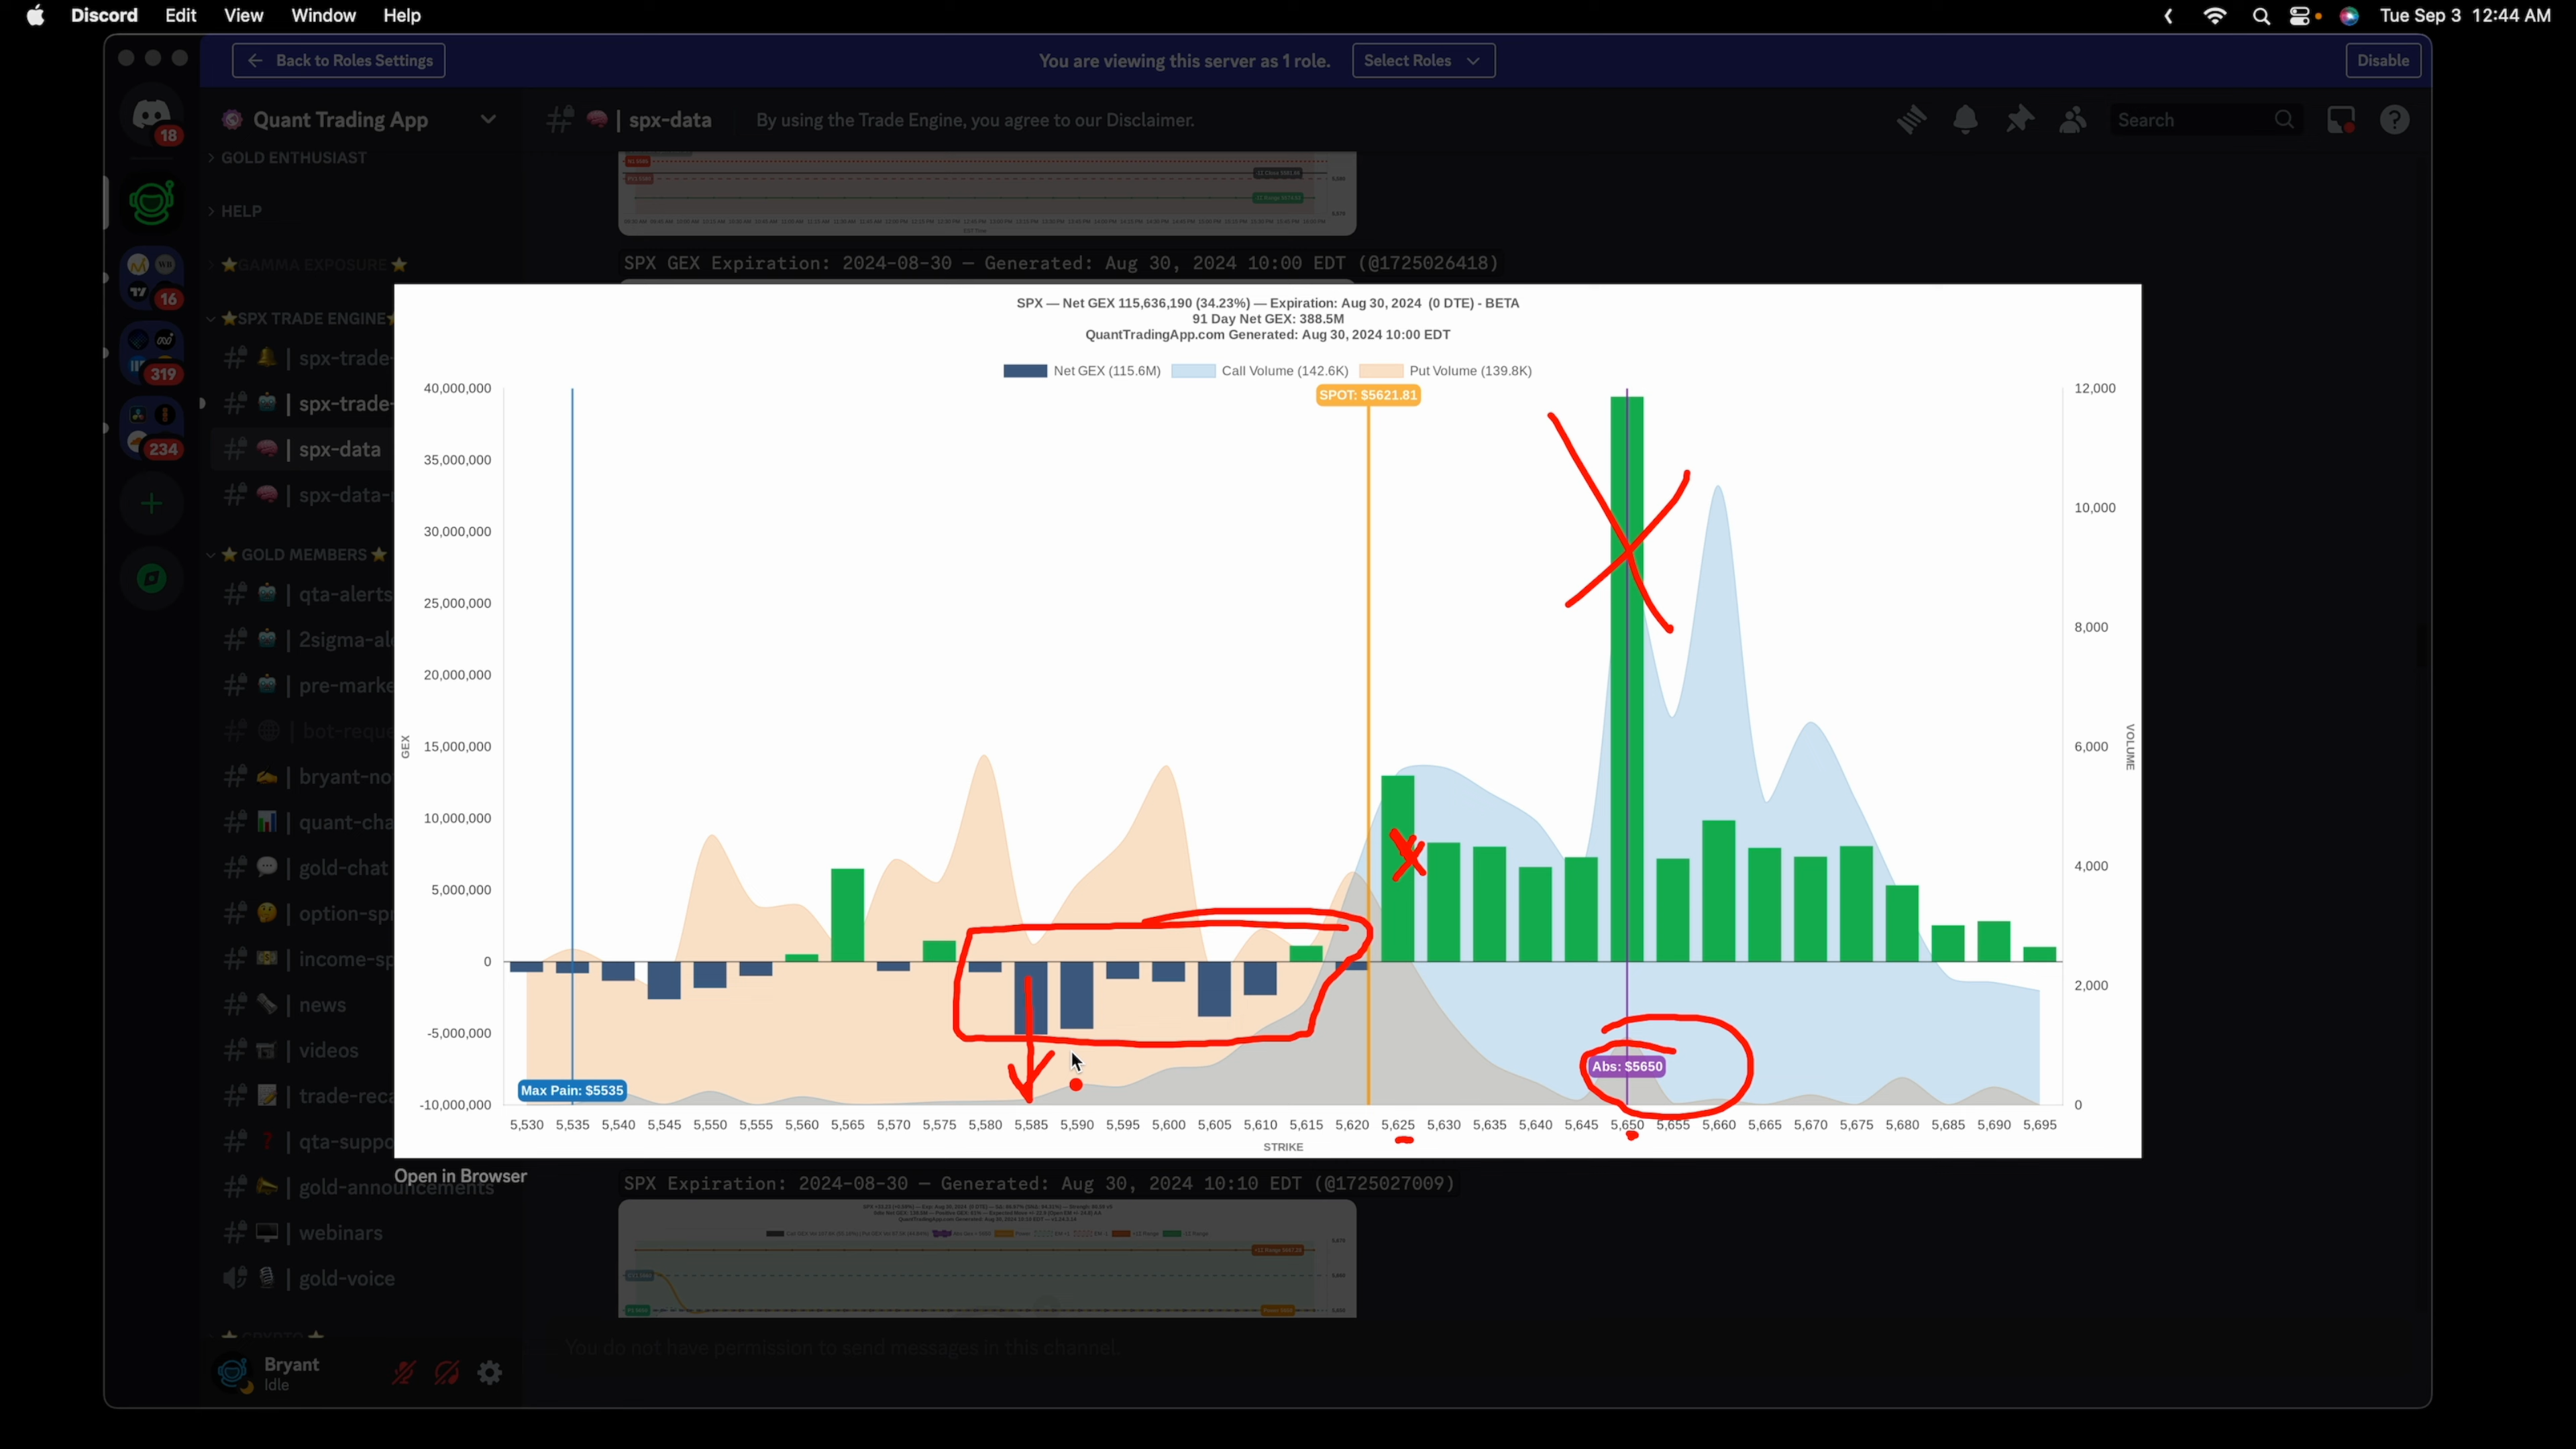 Discord Edit View Window Help
Tue Sep 3 12:44 AM
Back to Roles Settings
You are viewing this server as 1 role.
Select Roles
Disable
18
16
319
234
Quant Trading App
GOLD ENTHUSIAST
HELP
GAMMA EXPOSURE
SPX TRADE ENGINE
spx-trade-
spx-trade-
spx-data
spx-data-
GOLD MEMBERS
qta-alerts
2sigma-al
pre-marke
bot-reque
bryant-no
quant-cha
gold-chat
option-spr
income-sp
news
videos
trade-reca
qta-suppo
gold-announcements
webinars
gold-voice
Bryant
Idle
spx-data
By using the Trade Engine, you agree to our Disclaimer.
Search
SPX GEX Expiration: 2024-08-30 — Generated: Aug 30, 2024 10:00 EDT (@1725026418)
SPX — Net GEX 115,636,190 (34.23%) — Expiration: Aug 30, 2024 (0 DTE) - BETA
91 Day Net GEX: 388.5M
QuantTradingApp.com Generated: Aug 30, 2024 10:00 EDT
Net GEX (115.6M) Call Volume (142.6K) Put Volume (139.8K)
SPOT: $5621.81
40,000,000
35,000,000
30,000,000
25,000,000
20,000,000
15,000,000
10,000,000
5,000,000
0
-5,000,000
-10,000,000
GEX
12,000
10,000
8,000
6,000
4,000
2,000
0
VOLUME
Max Pain: $5535
Abs: $5650
5,530 5,535 5,540 5,545 5,550 5,555 5,560 5,565 5,570 5,575 5,580 5,585 5,590 5,595 5,600 5,605 5,610 5,615 5,620 5,625 5,630 5,635 5,640 5,645 5,650 5,655 5,660 5,665 5,670 5,675 5,680 5,685 5,690 5,695
STRIKE
Open in Browser
SPX Expiration: 2024-08-30 — Generated: Aug 30, 2024 10:10 EDT (@1725027009)
You do not have permission to send messages in this channel.